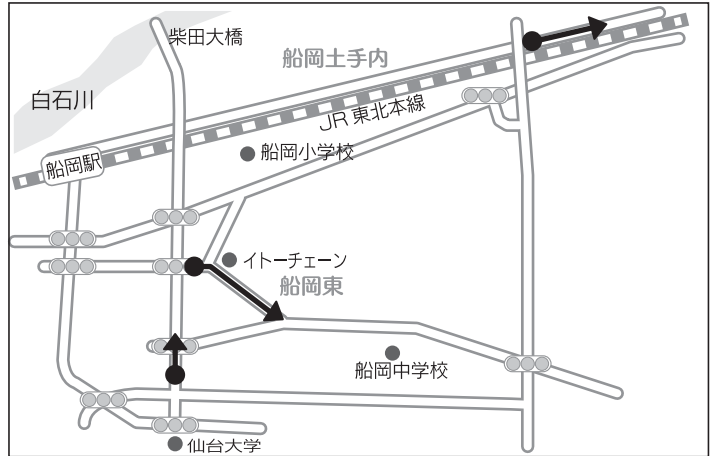 柴田大橋
船岡土手内
白石川
JR東北本線
船岡駅
船岡小学校
イトーチェーン
船岡東
船岡中学校
仙台大学